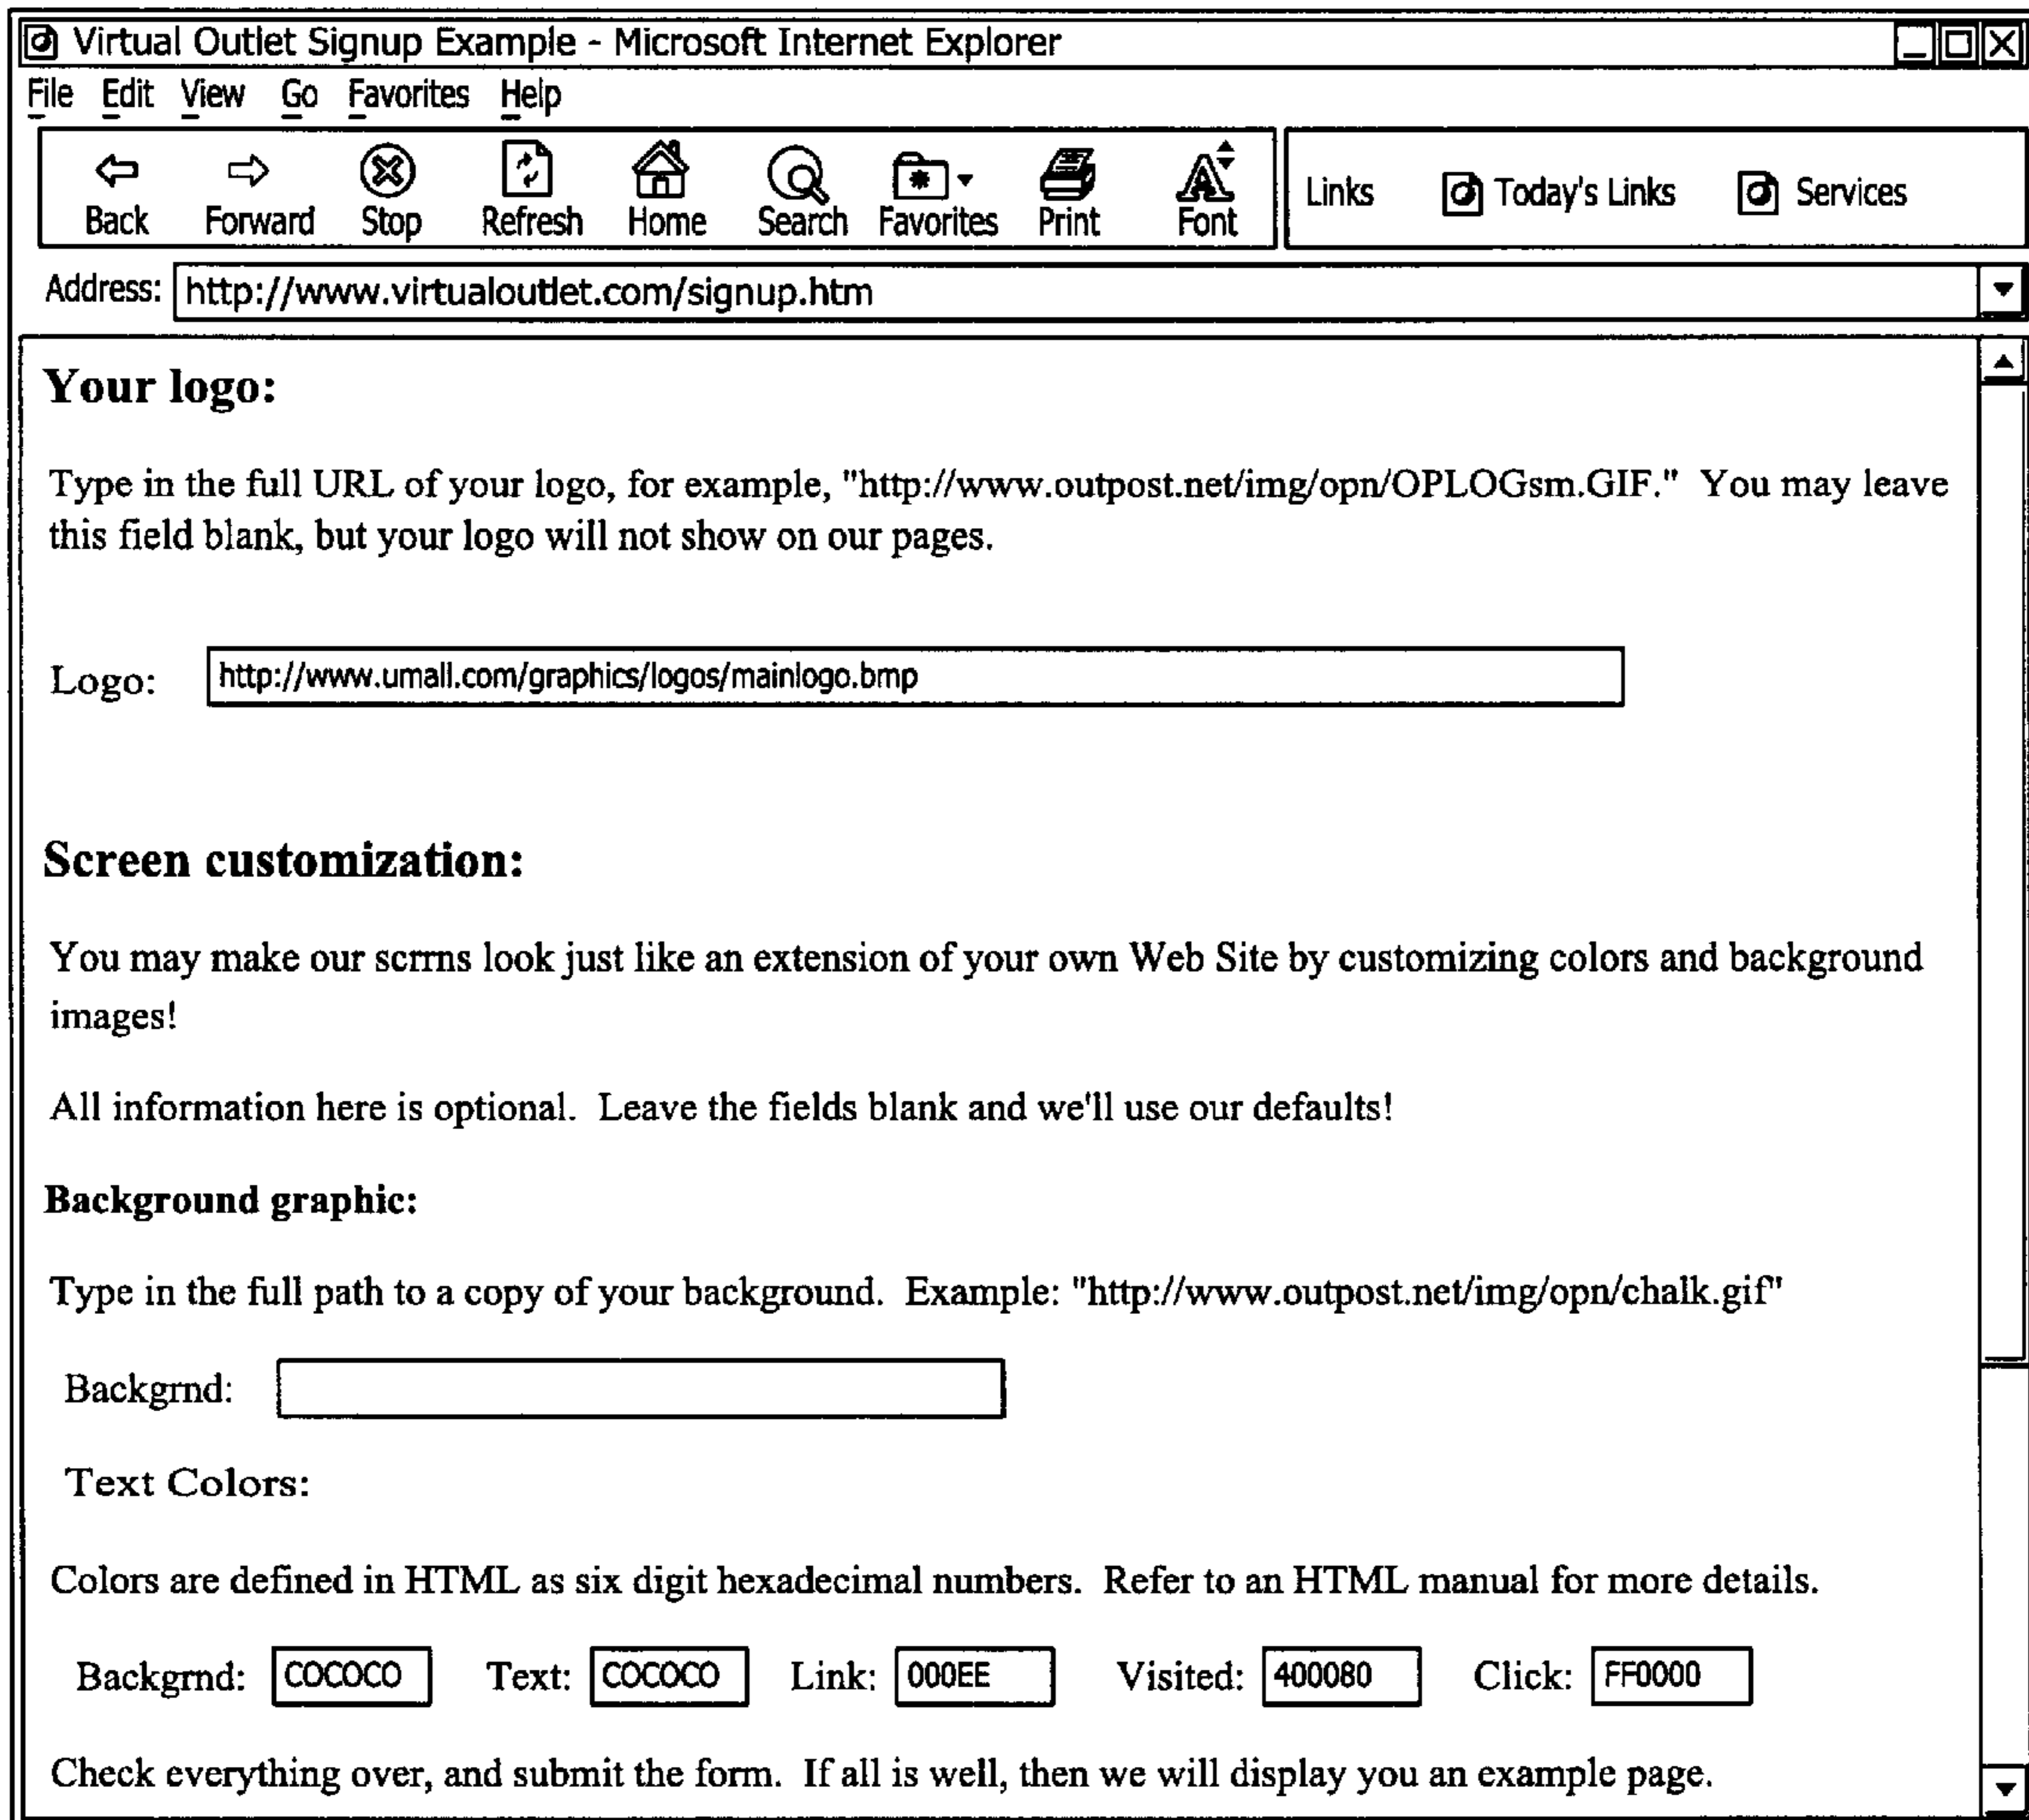 Virtual Outlet Signup Example - Microsoft Internet Explorer
File Edit View Go Favorites Help
Back Forward Stop Refresh Home Search Favorites Print Font Links Today's Links Services
Address: http://www.virtualoutlet.com/signup.htm
Your logo:
Type in the full URL of your logo, for example, "http://www.outpost.net/img/opn/OPLOGsm.GIF." You may leave
this field blank, but your logo will not show on our pages.
Logo: http://www.umall.com/graphics/logos/mainlogo.bmp
Screen customization:
You may make our scrrns look just like an extension of your own Web Site by customizing colors and background
images!
All information here is optional. Leave the fields blank and we'll use our defaults!
Background graphic:
Type in the full path to a copy of your background. Example: "http://www.outpost.net/img/opn/chalk.gif"
Backgrnd:
Text Colors:
Colors are defined in HTML as six digit hexadecimal numbers. Refer to an HTML manual for more details.
Backgrnd: COCOCO Text: COCOCO Link: 000EE Visited: 400080 Click: FF0000
Check everything over, and submit the form. If all is well, then we will display you an example page.